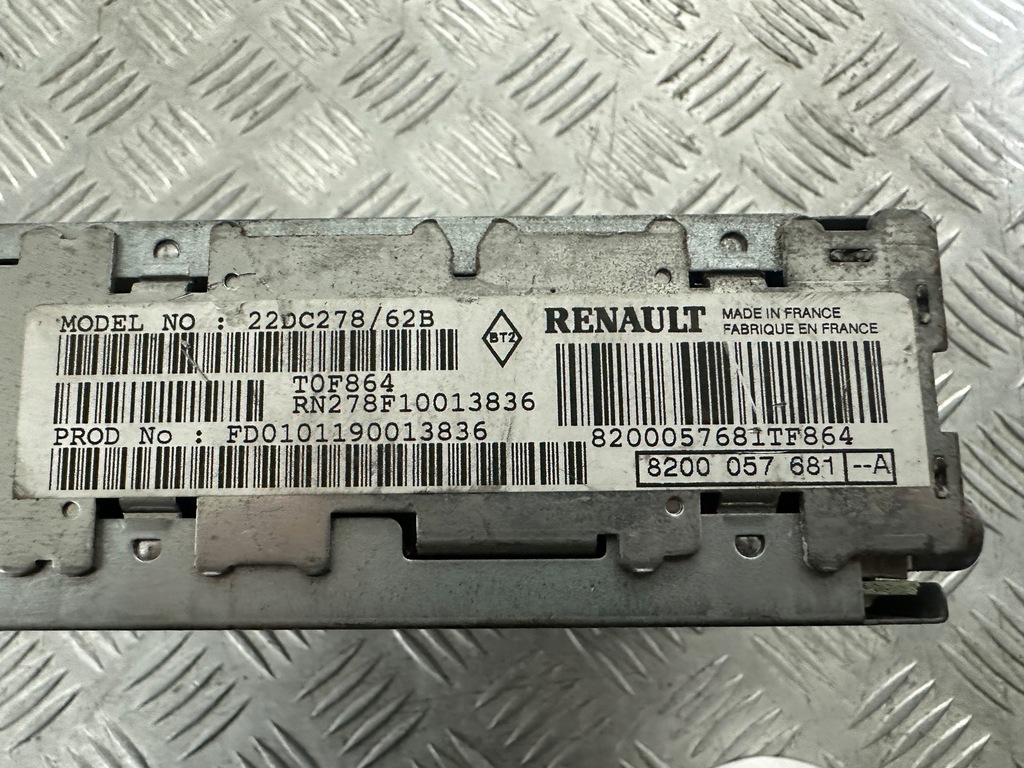 MODEL NO : 22DC278/62B
T0F864
RN278F10013836
PROD No : FD0101190013836
BT2
RENAULT
MADE IN FRANCE
FABRIQUE EN FRANCE
8200057681TF864
8200 057 681 --A